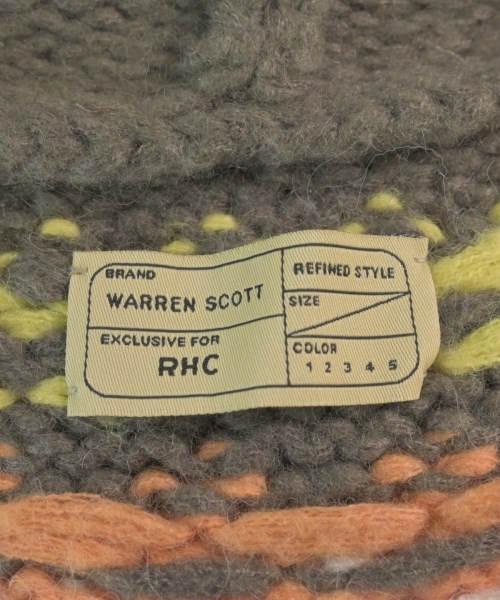 BRAND
WARREN SCOTT
EXCLUSIVE FOR
RHC
REFINED STYLE
SIZE
COLOR
1 2 3 4 5